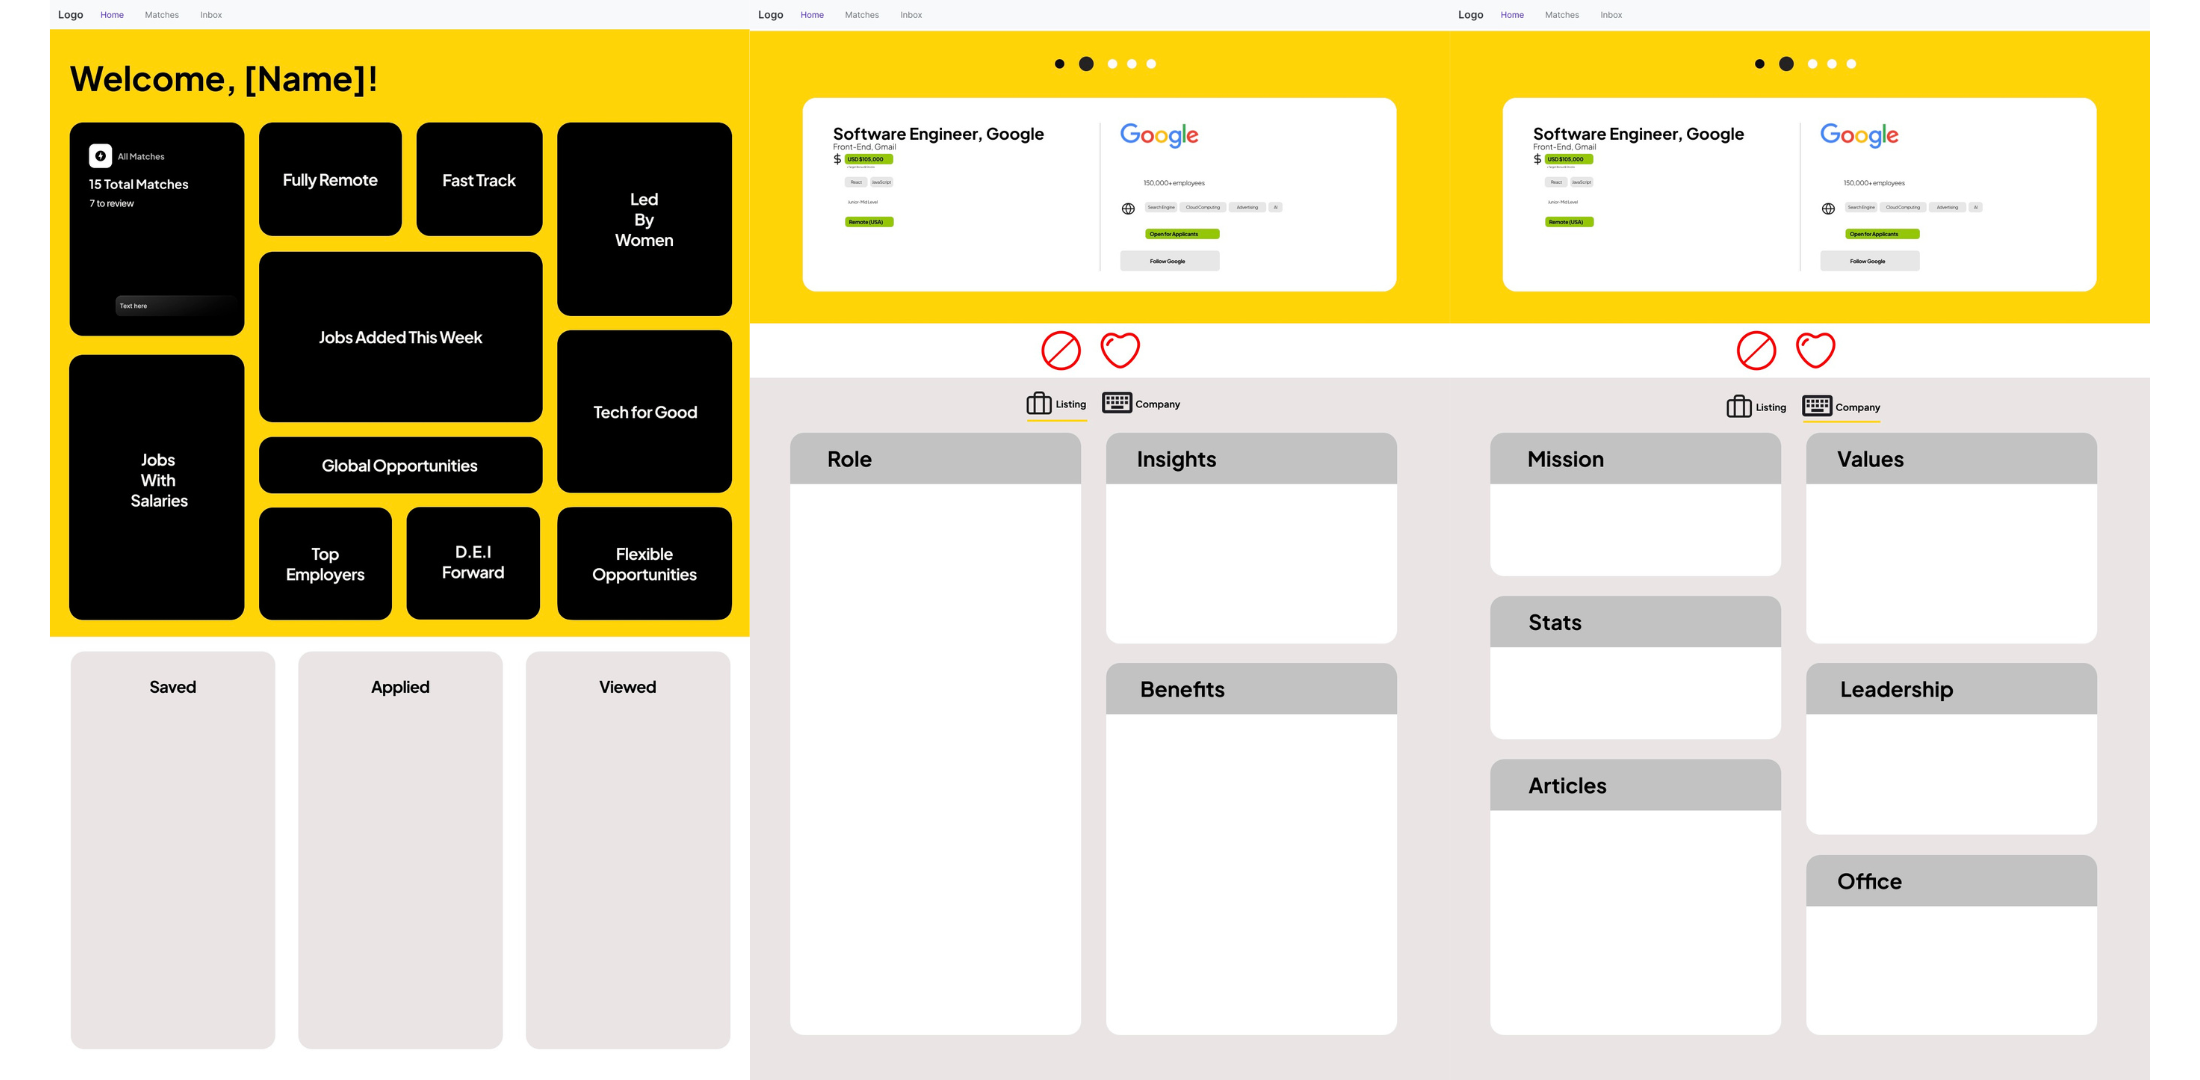 Logo Home Matches Inbox
Welcome, [Name]!
All Matches
15 Total Matches
7 to review
Text here
Fully Remote
Fast Track
Led
By
Women
Jobs Added This Week
Tech for Good
Jobs
With
Salaries
Global Opportunities
Top
Employers
D.E.I
Forward
Flexible
Opportunities
Saved
Applied
Viewed
Logo Home Matches Inbox
Software Engineer, Google
Front-End, Gmail
$ USD $105,000
React JavaScript
Junior-Mid Level
Remote (USA)
Google
150,000+ employees
Search Engine Cloud Computing Advertising AI
Open for Applicants
Follow Google
Listing Company
Role
Insights
Benefits
Logo Home Matches Inbox
Software Engineer, Google
Front-End, Gmail
$ USD $105,000
React JavaScript
Junior-Mid Level
Remote (USA)
Google
150,000+ employees
Search Engine Cloud Computing Advertising AI
Open for Applicants
Follow Google
Listing Company
Mission
Values
Stats
Leadership
Articles
Office